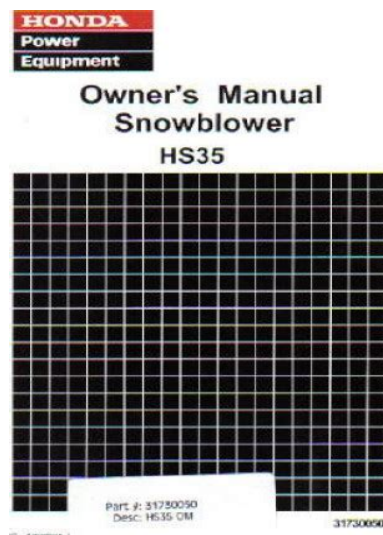 HONDA
Power
Equipment
Owner's Manual
Snowblower
HS35
Part #: 31730050
Desc: HS35 OM
31730050